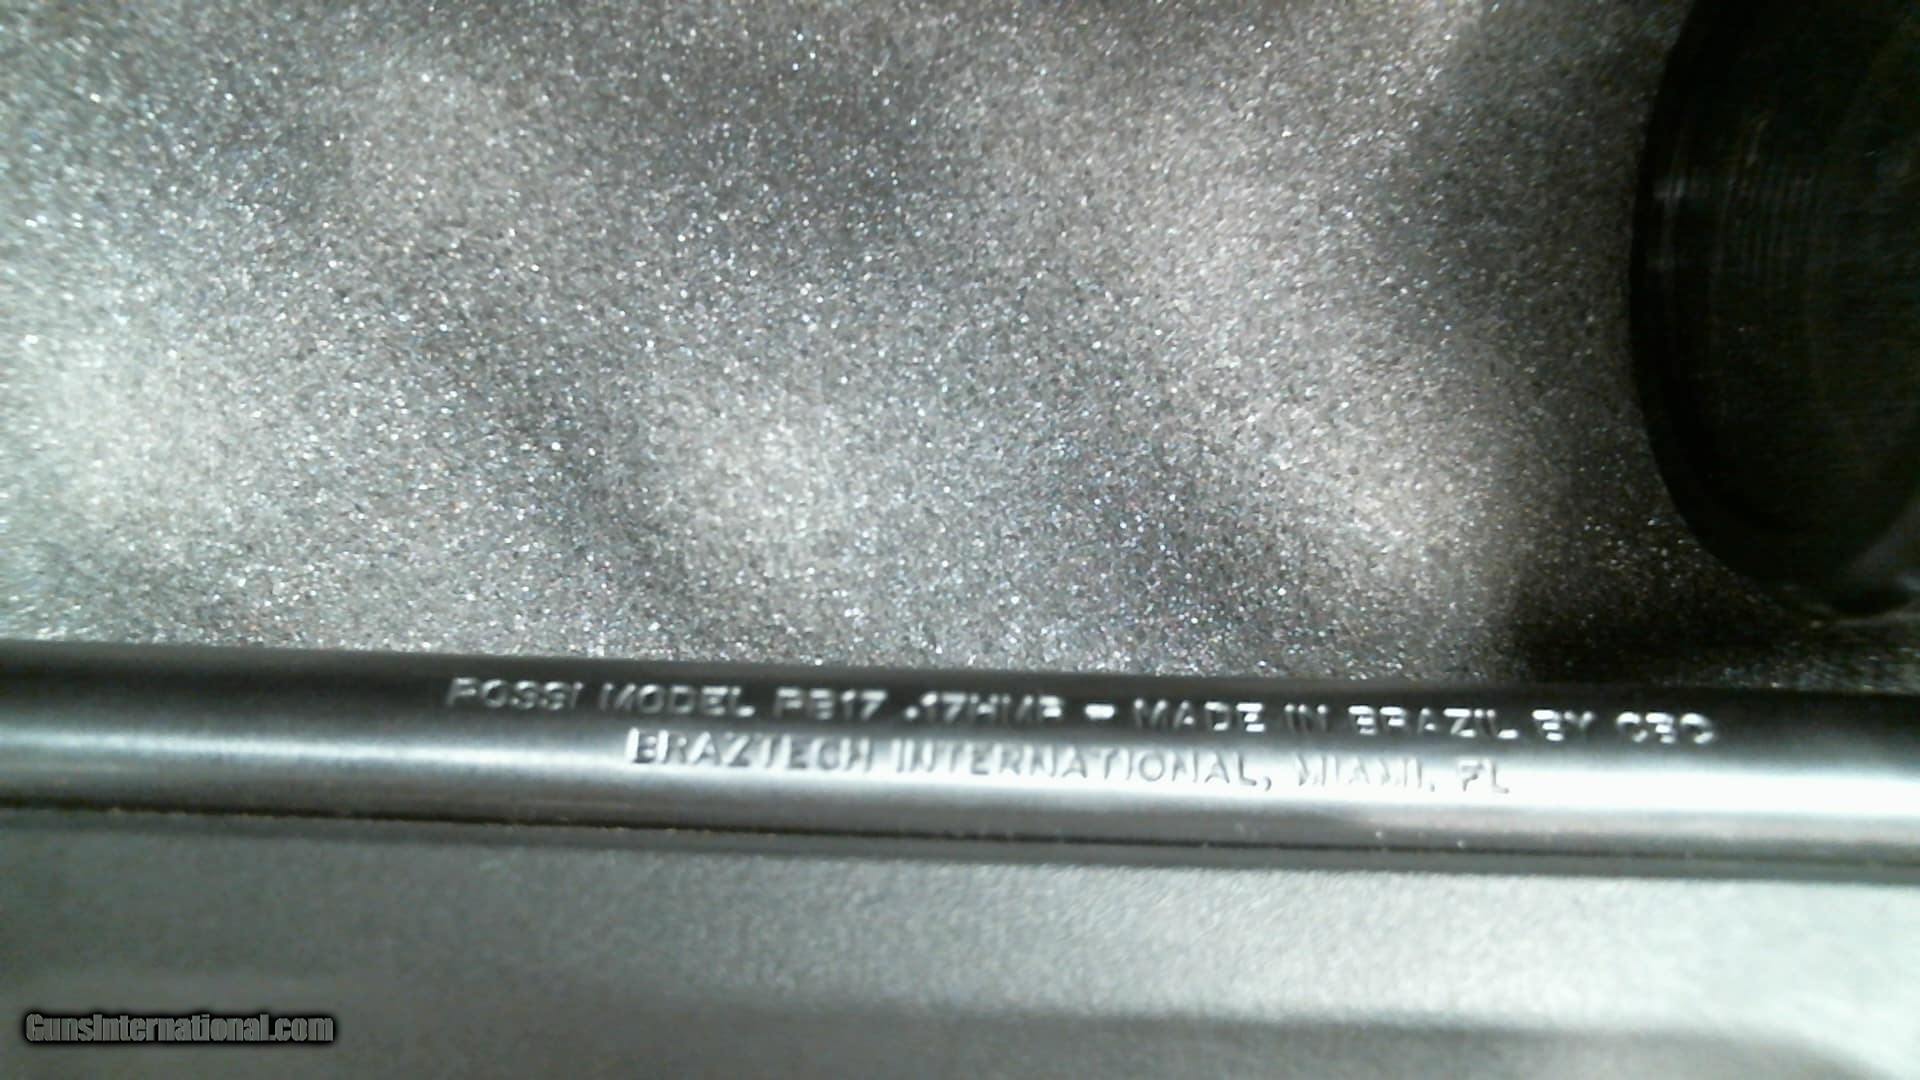 ROSSI MODEL RB17 .17HMR - MADE IN BRAZIL BY CBC
BRAZTECH INTERNATIONAL, MIAMI, FL
GunsInternational.com